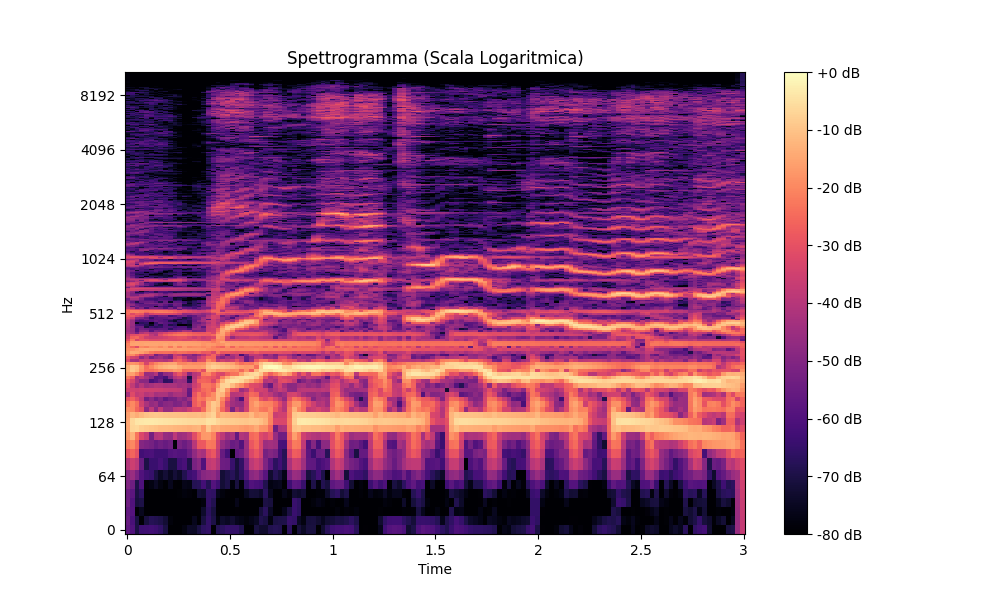 Spettrogramma (Scala Logaritmica)
Hz
8192
4096
2048
1024
512
256
128
64
0
0 0.5 1 1.5 2 2.5 3
Time
+0 dB
-10 dB
-20 dB
-30 dB
-40 dB
-50 dB
-60 dB
-70 dB
-80 dB